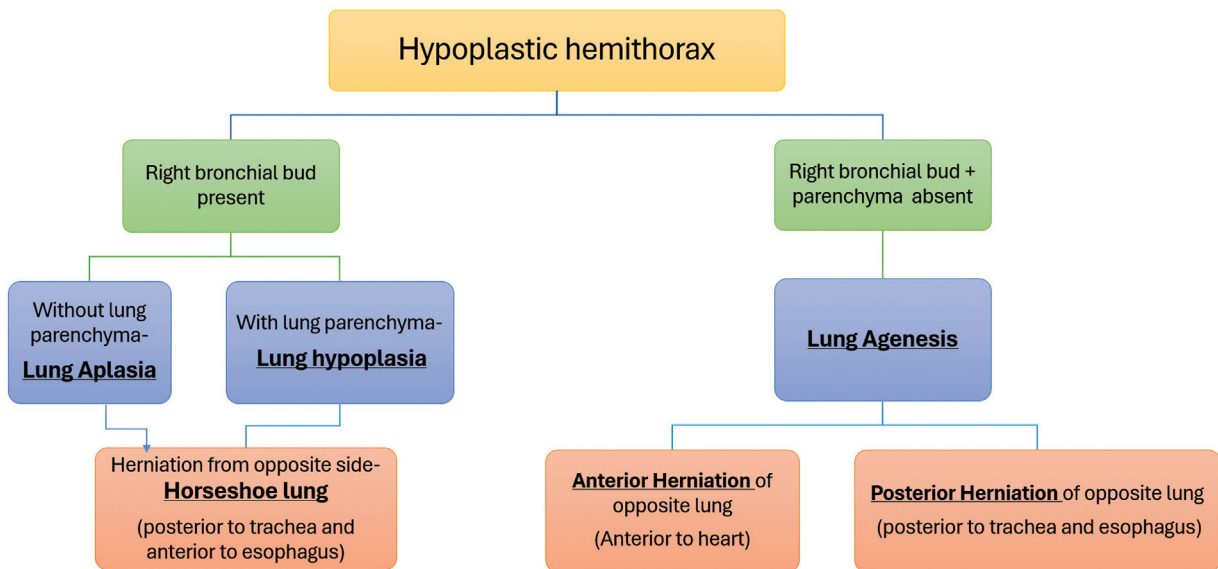 Hypoplastic hemithorax
Right bronchial bud
present
Right bronchial bud +
parenchyma absent
Without lung
parenchyma-
Lung Aplasia
With lung parenchyma-
Lung hypoplasia
Lung Agenesis
Herniation from opposite side-
Horseshoe lung
(posterior to trachea and
anterior to esophagus)
Anterior Herniation of
opposite lung
(Anterior to heart)
Posterior Herniation of opposite lung
(posterior to trachea and esophagus)